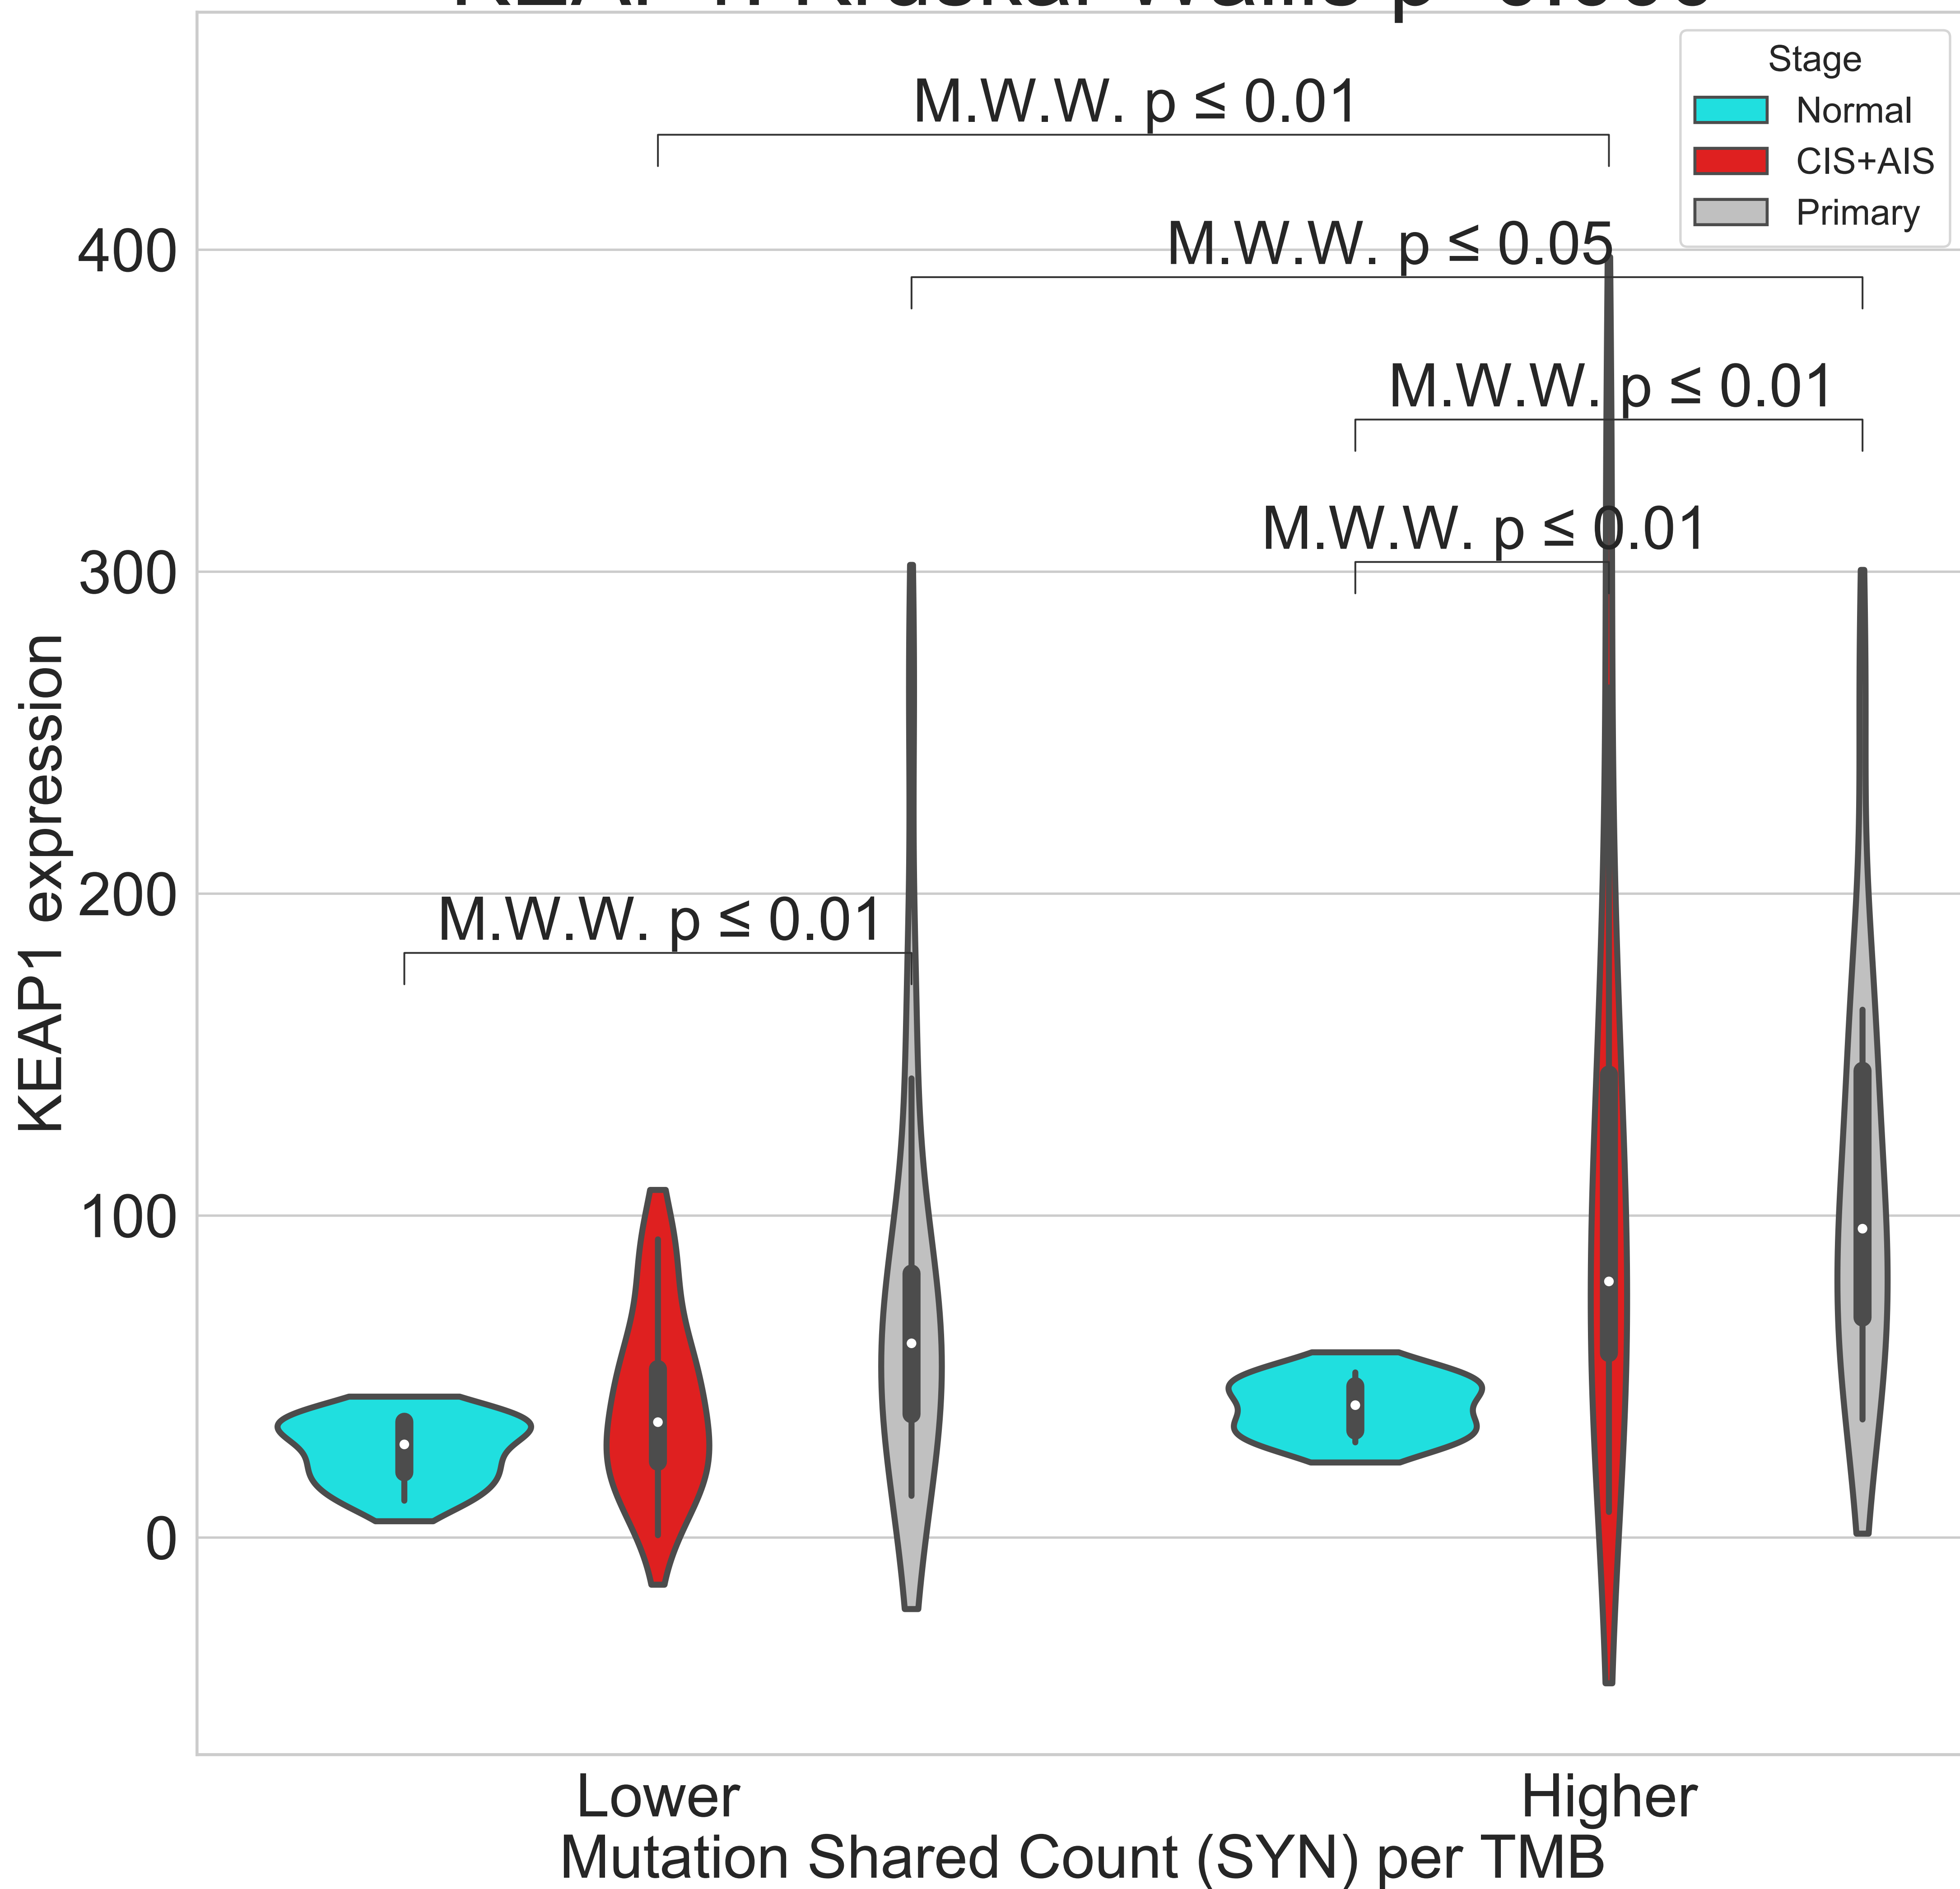 Stage
Normal
CIS+AIS
Primary
M.W.W. p ≤ 0.01
M.W.W. p ≤ 0.05
M.W.W. p ≤ 0.01
M.W.W. p ≤ 0.01
M.W.W. p ≤ 0.01
400
300
200
100
0
KEAP1 expression
Lower
Higher
Mutation Shared Count (SYN) per TMB